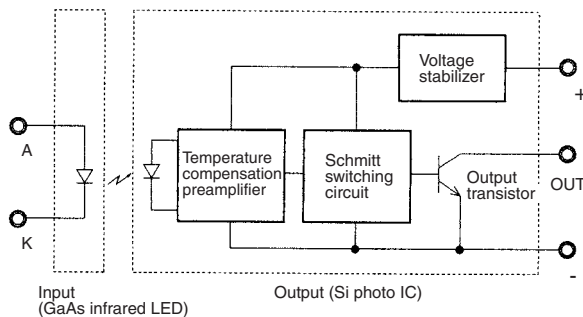 Voltage
stabilizer
+
A
Temperature
compensation
preamplifier
Schmitt
switching
circuit
Output
transistor
OUT
K
-
Input
(GaAs infrared LED)
Output (Si photo IC)